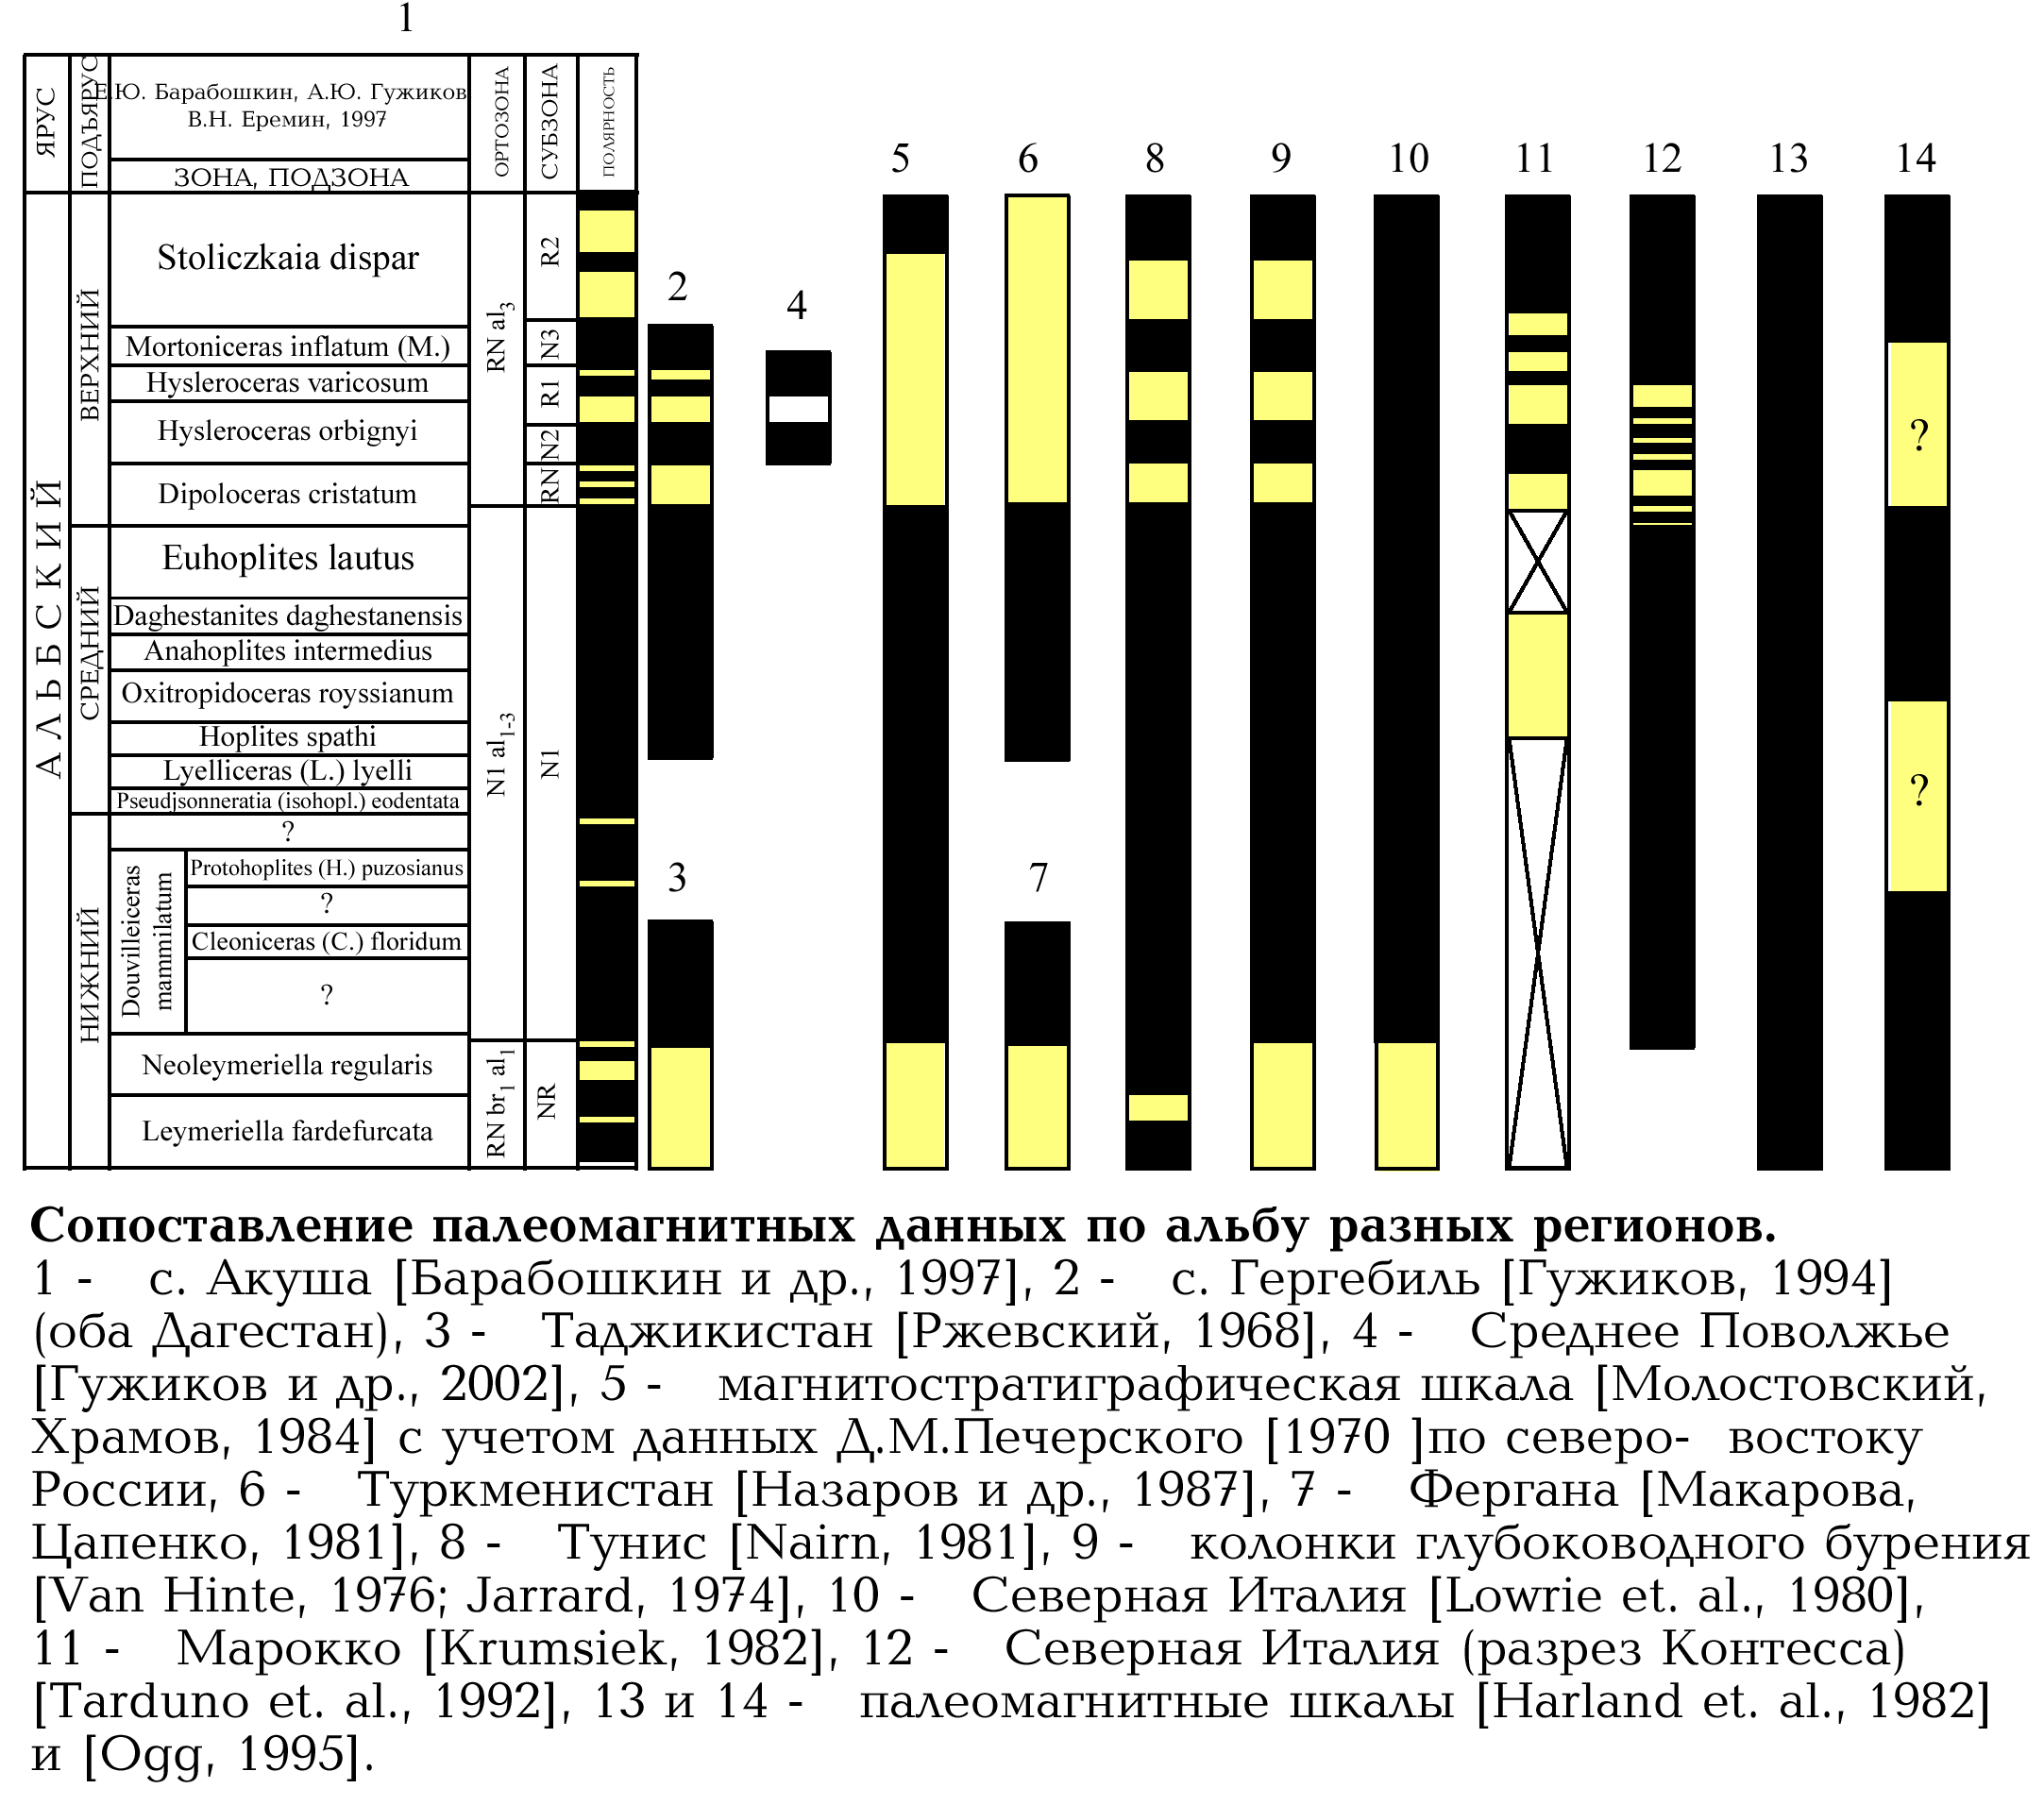 1
ЯРУС
ПОДЪЯРУС
Е.Ю. Барабошкин, А.Ю. Гужиков
В.Н. Еремин, 1997
ЗОНА, ПОДЗОНА
ОРТОЗОНА
СУБЗОНА
ПОЛЯРНОСТЬ
5 6 8 9 10 11 12 13 14
2
4
АЛЬБСКИЙ
ВЕРХНИЙ
Stoliczkaia dispar
Mortoniceras inflatum (M.)
Hysleroceras varicosum
Hysleroceras orbignyi
Dipoloceras cristatum
RN al3
R2
N3
R1
N2
RN
?
СРЕДНИЙ
Euhoplites lautus
Daghestanites daghestanensis
Anahoplites intermedius
Oxitropidoceras royssianum
Hoplites spathi
Lyelliceras (L.) lyelli
Pseudjsonneratia (isohopl.) eodentata
N1 al1-3
N1
?
НИЖНИЙ
?
Douvilleiceras
mammilatum
Protohoplites (H.) puzosianus
?
Cleoniceras (C.) floridum
?
3
7
Neoleymeriella regularis
Leymeriella fardefurcata
RN br1 al1
NR
Сопоставление палеомагнитных данных по альбу разных регионов.
1 - с. Акуша [Барабошкин и др., 1997], 2 - с. Гергебиль [Гужиков, 1994]
(оба Дагестан), 3 - Таджикистан [Ржевский, 1968], 4 - Среднее Поволжье
[Гужиков и др., 2002], 5 - магнитостратиграфическая шкала [Молостовский,
Храмов, 1984] с учетом данных Д.М.Печерского [1970 ]по северо- востоку
России, 6 - Туркменистан [Назаров и др., 1987], 7 - Фергана [Макарова,
Цапенко, 1981], 8 - Тунис [Nairn, 1981], 9 - колонки глубоководного бурения
[Van Hinte, 1976; Jarrard, 1974], 10 - Северная Италия [Lowrie et. al., 1980],
11 - Марокко [Krumsiek, 1982], 12 - Северная Италия (разрез Контесса)
[Tarduno et. al., 1992], 13 и 14 - палеомагнитные шкалы [Harland et. al., 1982]
и [Ogg, 1995].